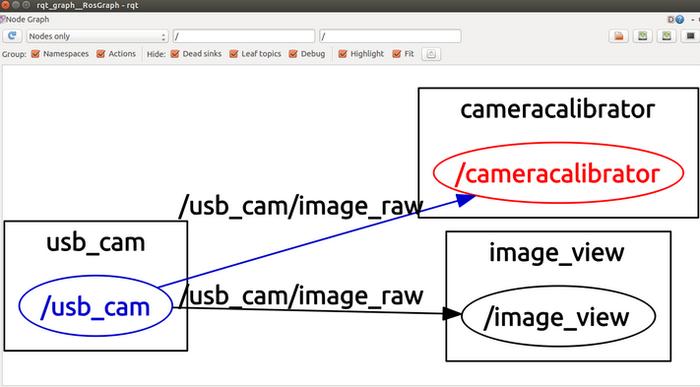 rqt_graph__RosGraph - rqt
Node Graph
Nodes only
/
/
Group:
Namespaces
Actions
Hide:
Dead sinks
Leaf topics
Debug
Highlight
Fit
cameracalibrator
/cameracalibrator
/usb_cam/image_raw
usb_cam
/usb_cam
/usb_cam/image_raw
image_view
/image_view